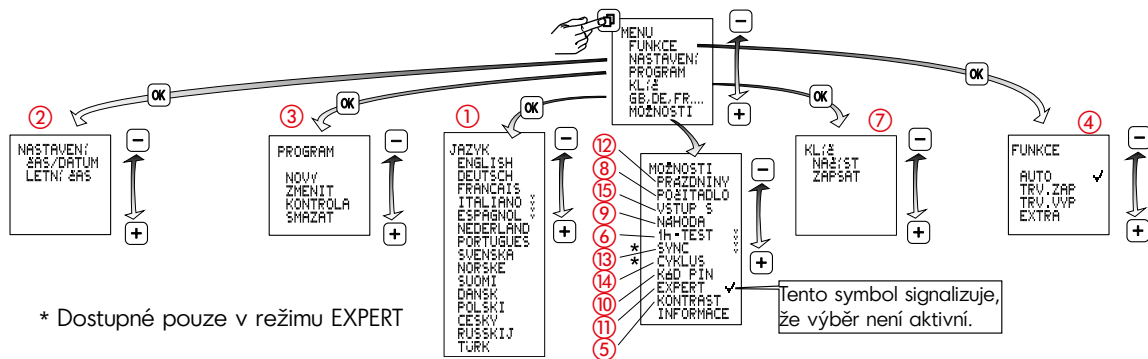 MENU
FUNKCE
NASTAVENÍ
PROGRAM
KLÍČ
GB,DE,FR....
MOŽNOSTI
−
+
OK
OK
OK
OK
OK
②
NASTAVENÍ
ČAS/DATUM
LETNÍ ČAS
−
+
③
PROGRAM
NOVÝ
ZMĚNIT
KONTROLA
SMAZAT
−
+
①
JAZYK
ENGLISH
DEUTSCH
FRANCAIS
ITALIANO
ESPAGNOL
NEDERLAND
PORTUGUES
SVENSKA
NORSKE
SUOMI
DANSK
POLSKI
CESKY
RUSSKIJ
TÜRK
−
+
MOŽNOSTI
⑫ PRÁZDNINY
⑧ POČÍTADLO
⑮ VSTUP S
⑨ NÁHODA
⑥ 1h-TEST
⑬ * SYNC
⑭ * CYKLUS
⑩ KÓD PIN
⑪ EXPERT ✓
⑤ KONTRAST
INFORMACE
−
+
⑦
KLÍČ
NAČÍST
ZAPSAT
−
+
④
FUNKCE
AUTO ✓
TRV.ZAP
TRV.VYP
EXTRA
−
+
Tento symbol signalizuje,
že výběr není aktivní.
* Dostupné pouze v režimu EXPERT